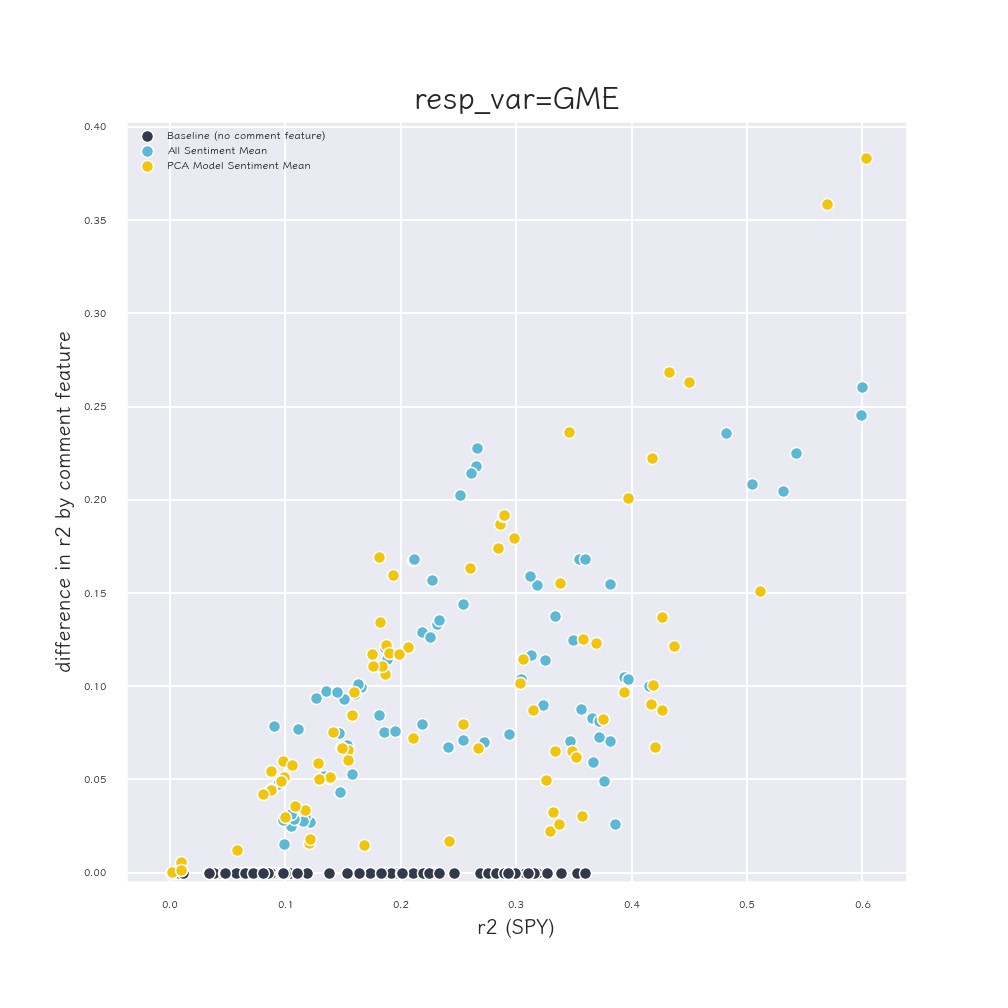 resp_var=GME
Baseline (no comment feature)
All Sentiment Mean
PCA Model Sentiment Mean
difference in r2 by comment feature
0.40
0.35
0.30
0.25
0.20
0.15
0.10
0.05
0.00
0.0 0.1 0.2 0.3 0.4 0.5 0.6
r2 (SPY)